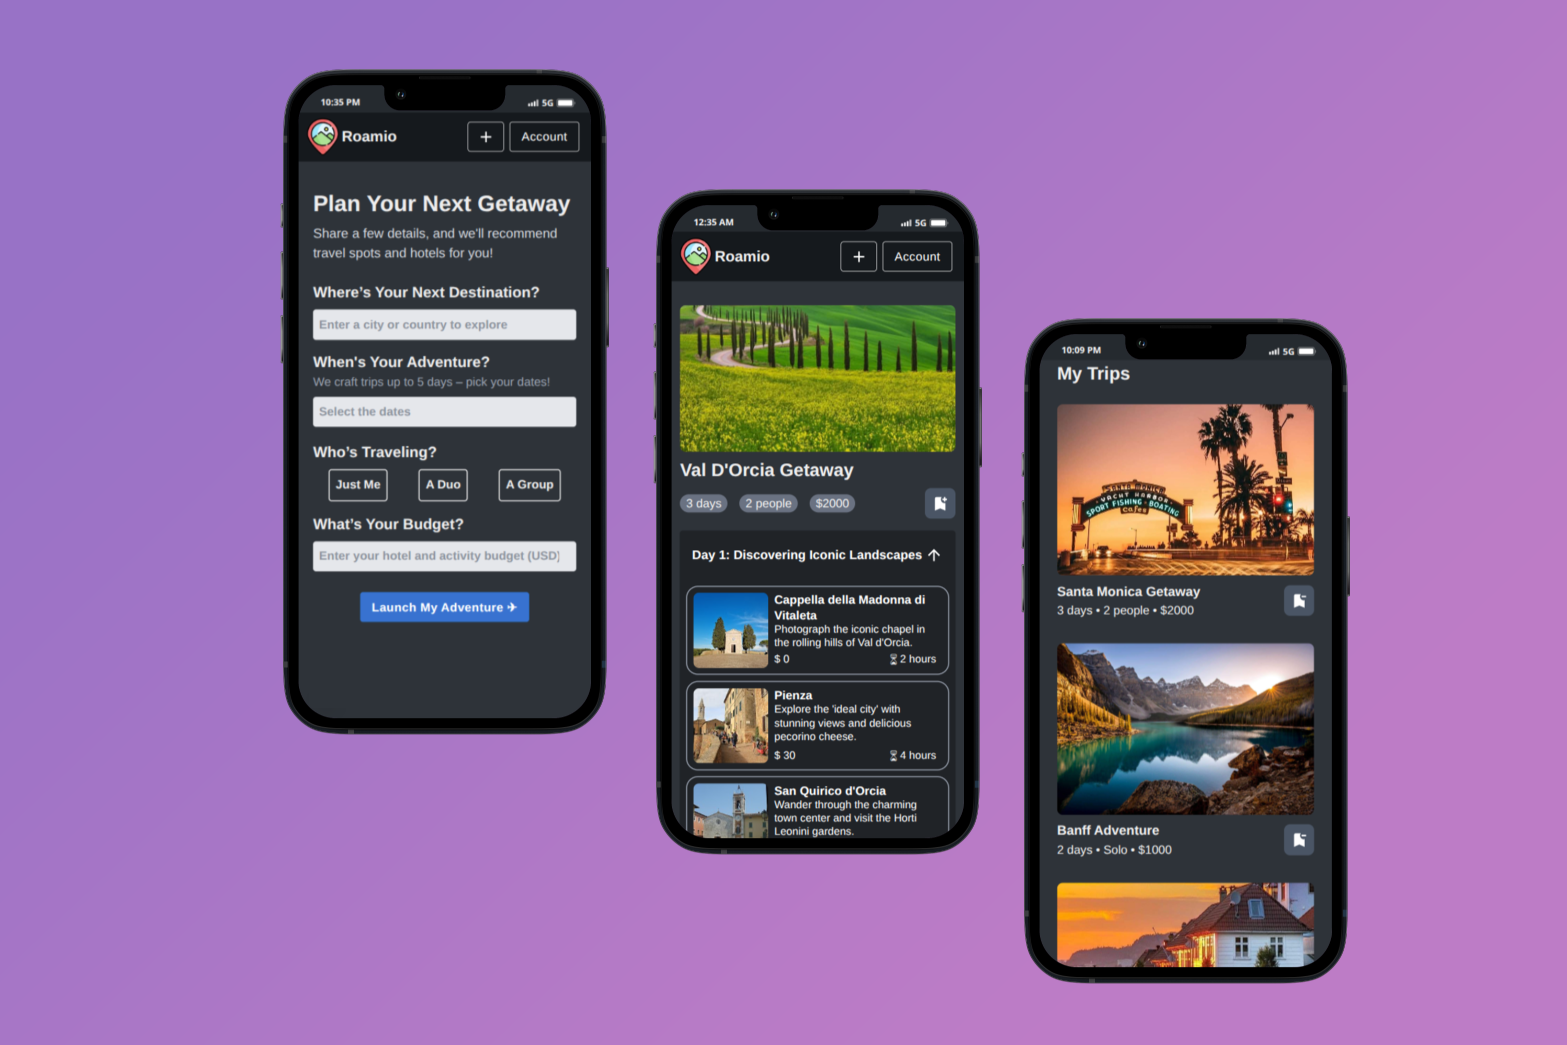 10:35 PM
5G
Roamio
+
Account
Plan Your Next Getaway
Share a few details, and we'll recommend
travel spots and hotels for you!
Where's Your Next Destination?
Enter a city or country to explore
When's Your Adventure?
We craft trips up to 5 days – pick your dates!
Select the dates
Who's Traveling?
Just Me
A Duo
A Group
What's Your Budget?
Enter your hotel and activity budget (USD)
Launch My Adventure ✈
12:35 AM
5G
Roamio
+
Account
Val D'Orcia Getaway
3 days
2 people
$2000
Day 1: Discovering Iconic Landscapes ↑
Cappella della Madonna di
Vitaleta
Photograph the iconic chapel in
the rolling hills of Val d'Orcia.
$ 0
2 hours
Pienza
Explore the 'ideal city' with
stunning views and delicious
pecorino cheese.
$ 30
4 hours
San Quirico d'Orcia
Wander through the charming
town center and visit the Horti
Leonini gardens.
10:09 PM
5G
My Trips
SANTA MONICA
YACHT HARBOR
SPORT FISHING BOATING
Cafes
Santa Monica Getaway
3 days • 2 people • $2000
Banff Adventure
2 days • Solo • $1000